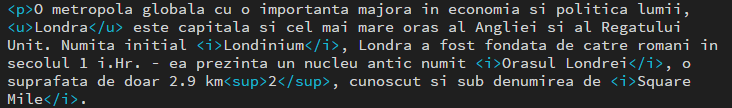 <p>O metropola globala cu o importanta majora in economia si politica lumii,
<u>Londra</u> este capitala si cel mai mare oras al Angliei si al Regatului
Unit. Numita initial <i>Londinium</i>, Londra a fost fondata de catre romani in
secolul 1 i.Hr. - ea prezinta un nucleu antic numit <i>Orasul Londrei</i>, o
suprafata de doar 2.9 km<sup>2</sup>, cunoscut si sub denumirea de <i>Square
Mile</i>.